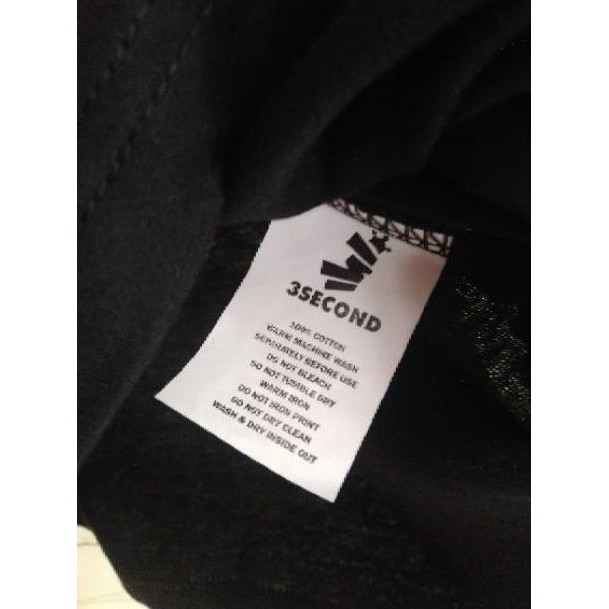 3SECOND
100% COTTON
WARM MACHINE WASH
SEPARATELY BEFORE USE
DO NOT BLEACH
DO NOT TUMBLE DRY
WARM IRON
DO NOT IRON PRINT
DO NOT DRY CLEAN
WASH & DRY INSIDE OUT